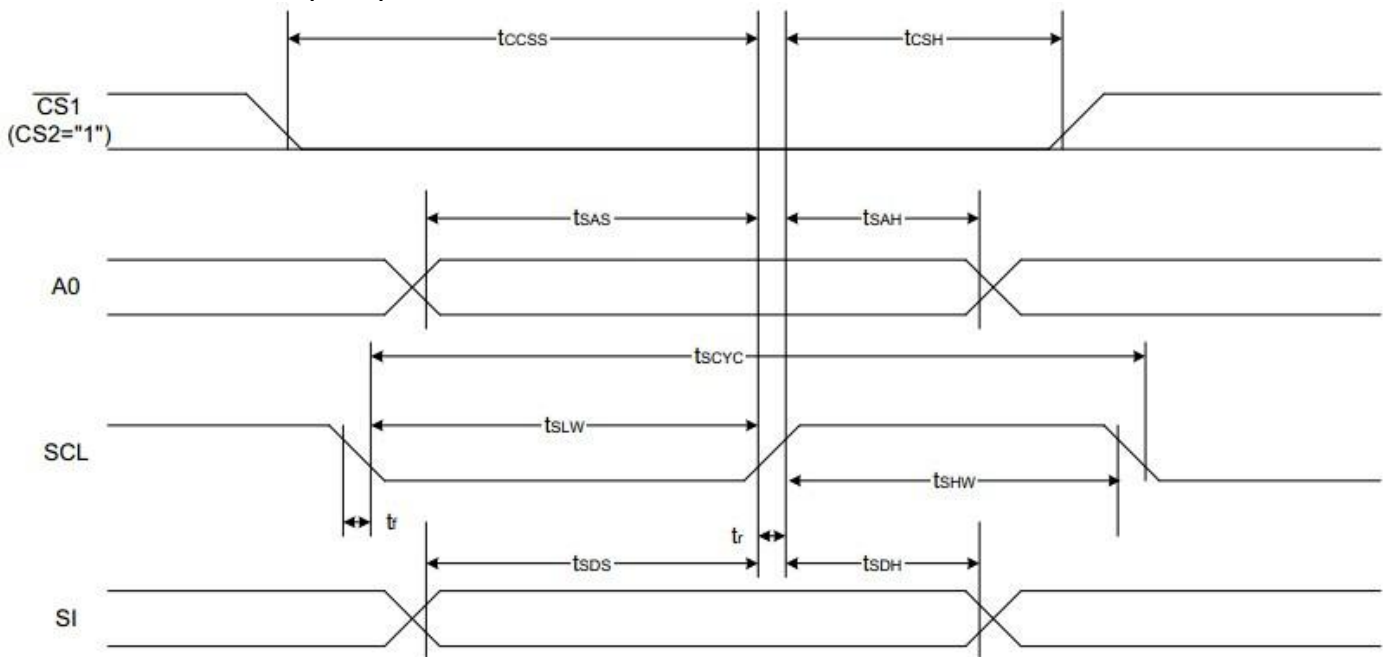 tCCSS tCSH
CS1
(CS2="1")
tSAS tSAH
A0
tSCYC
tSLW
SCL
tSHW
tf
tr
tSDS tSDH
SI